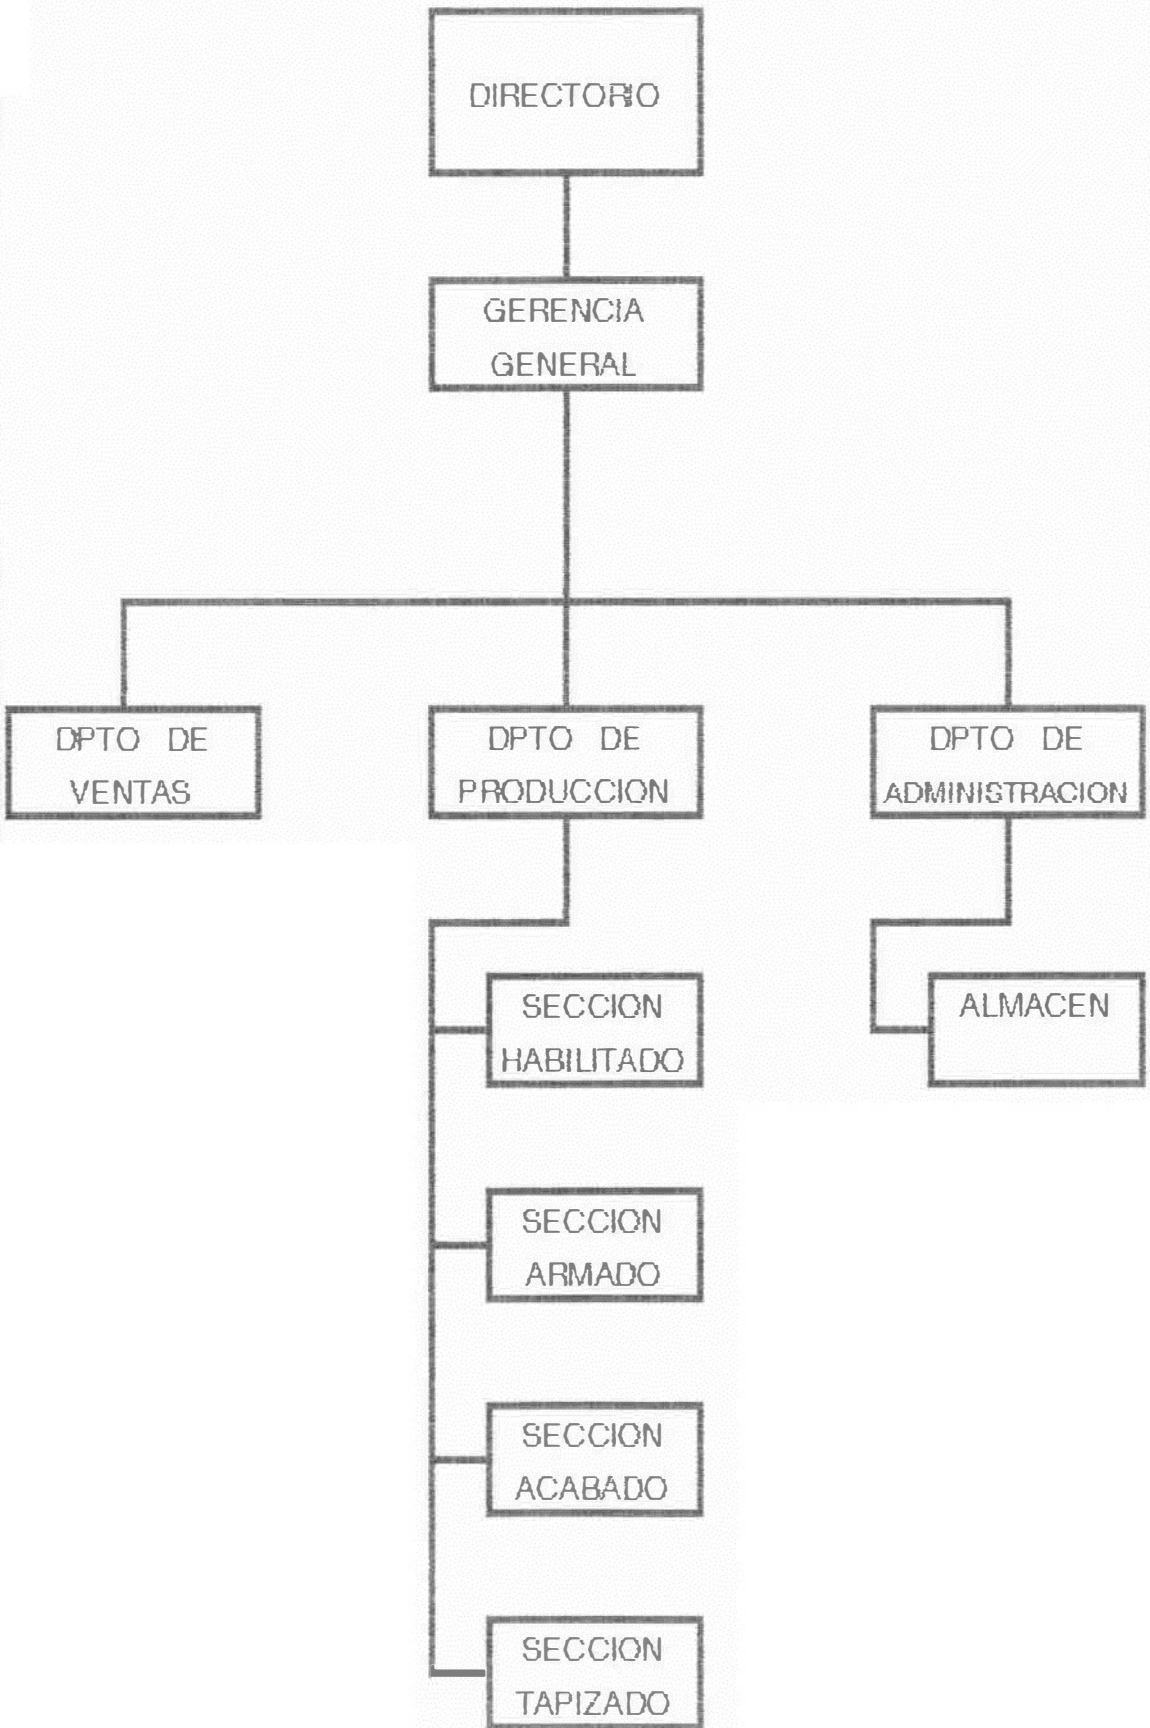 DIRECTORIO
GERENCIA
GENERAL
DPTO DE
VENTAS
DPTO DE
PRODUCCION
DPTO DE
ADMINISTRACION
SECCION
HABILITADO
ALMACEN
SECCION
ARMADO
SECCION
ACABADO
SECCION
TAPIZADO